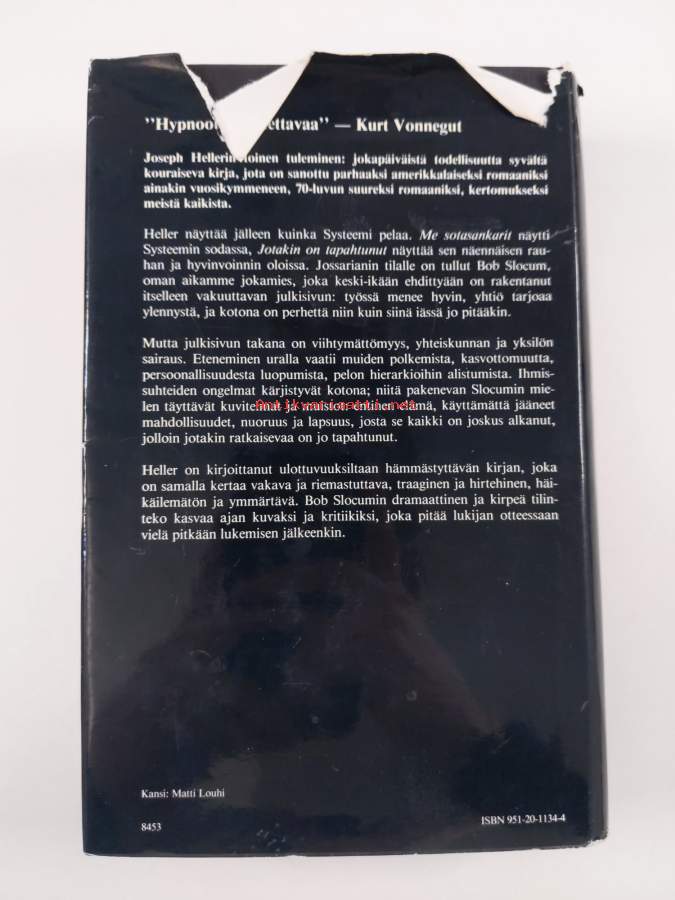 "Hypnoot ettavaa" — Kurt Vonnegut
Joseph Hellerin toinen tuleminen: jokapäiväistä todellisuutta syvältä
kouraiseva kirja, jota on sanottu parhaaksi amerikkalaiseksi romaaniksi
ainakin vuosikymmeneen, 70-luvun suureksi romaaniksi, kertomukseksi
meistä kaikista.
Heller näyttää jälleen kuinka Systeemi pelaa. Me sotasankarit näytti
Systeemin sodassa, Jotakin on tapahtunut näyttää sen näennäisen rau-
han ja hyvinvoinnin oloissa. Jossarianin tilalle on tullut Bob Slocum,
oman aikamme jokamies, joka keski-ikään ehdittyään on rakentanut
itselleen vakuuttavan julkisivun: työssä menee hyvin, yhtiö tarjoaa
ylennystä, ja kotona on perhettä niin kuin siinä iässä jo pitääkin.
Mutta julkisivun takana on viihtymättömyys, yhteiskunnan ja yksilön
sairaus. Eteneminen uralla vaatii muiden polkemista, kasvottomuutta,
persoonallisuudesta luopumista, pelon hierarkioihin alistumista. Ihmis-
suhteiden ongelmat kärjistyvät kotona; niitä pakenevan Slocumin mie-
len täyttävät kuvitelmat ja muistot: entinen elämä, käyttämättä jääneet
mahdollisuudet, nuoruus ja lapsuus, josta se kaikki on joskus alkanut,
jolloin jotakin ratkaisevaa on jo tapahtunut.
Heller on kirjoittanut ulottuvuuksiltaan hämmästyttävän kirjan, joka
on samalla kertaa vakava ja riemastuttava, traaginen ja hirtehinen, häi-
käilemätön ja ymmärtävä. Bob Slocumin dramaattinen ja kirpeä tilin-
teko kasvaa ajan kuvaksi ja kritiikiksi, joka pitää lukijan otteessaan
vielä pitkään lukemisen jälkeenkin.
Antikvariaatti.net
Kansi: Matti Louhi
8453
ISBN 951-20-1134-4